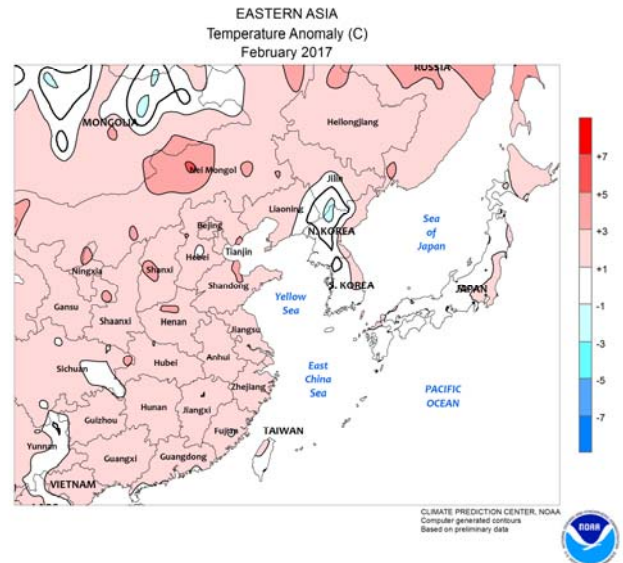 EASTERN ASIA
Temperature Anomaly (C)
February 2017
RUSSIA
MONGOLIA
Heilongjiang
Nei Mongol
Jilin
Liaoning
N. KOREA
Bejing
Hebei
Tianjin
Sea
of
Japan
Ningxia
Shanxi
Shandong
S. KOREA
JAPAN
Gansu
Shaanxi
Henan
Yellow
Sea
Jiangsu
Sichuan
Hubei
Anhui
East
China
Sea
Zhejiang
PACIFIC
OCEAN
Guizhou
Hunan
Jiangxi
Fujian
TAIWAN
Yunnan
Guangxi
Guangdong
VIETNAM
+7
+5
+3
+1
-1
-3
-5
-7
CLIMATE PREDICTION CENTER, NOAA
Computer generated contours
Based on preliminary data
NOAA